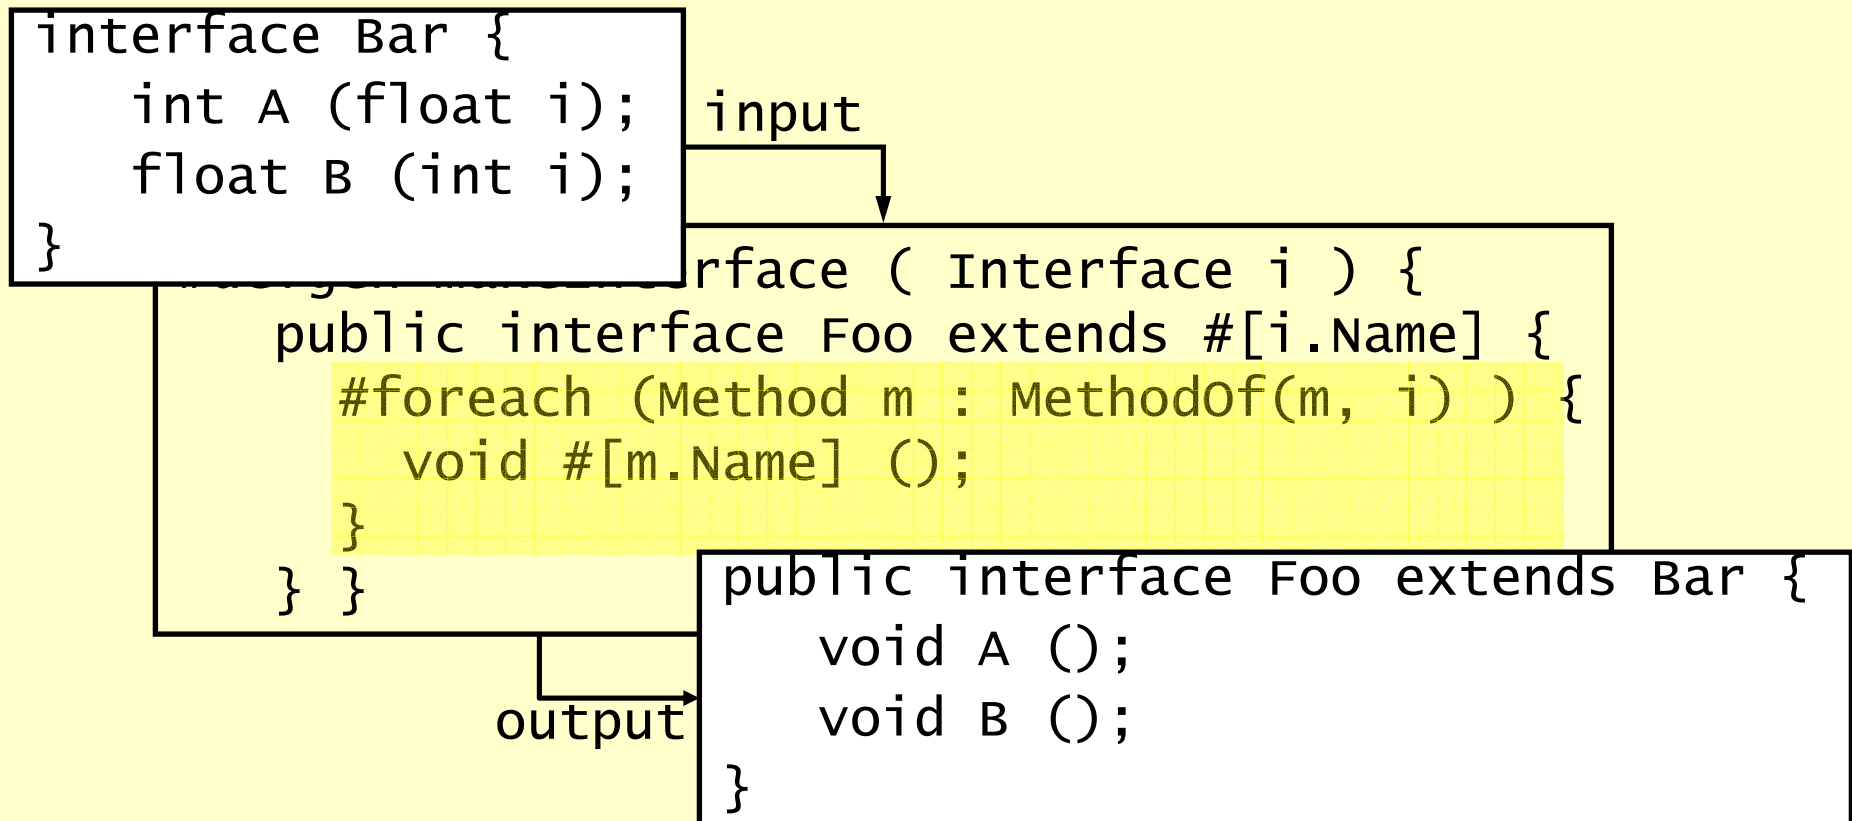 interface Bar {
int A (float i);
float B (int i);
}
input
rface ( Interface i ) {
public interface Foo extends #[i.Name] {
#foreach (Method m : MethodOf(m, i) ) {
void #[m.Name] ();
}
} }
output
public interface Foo extends Bar {
void A ();
void B ();
}